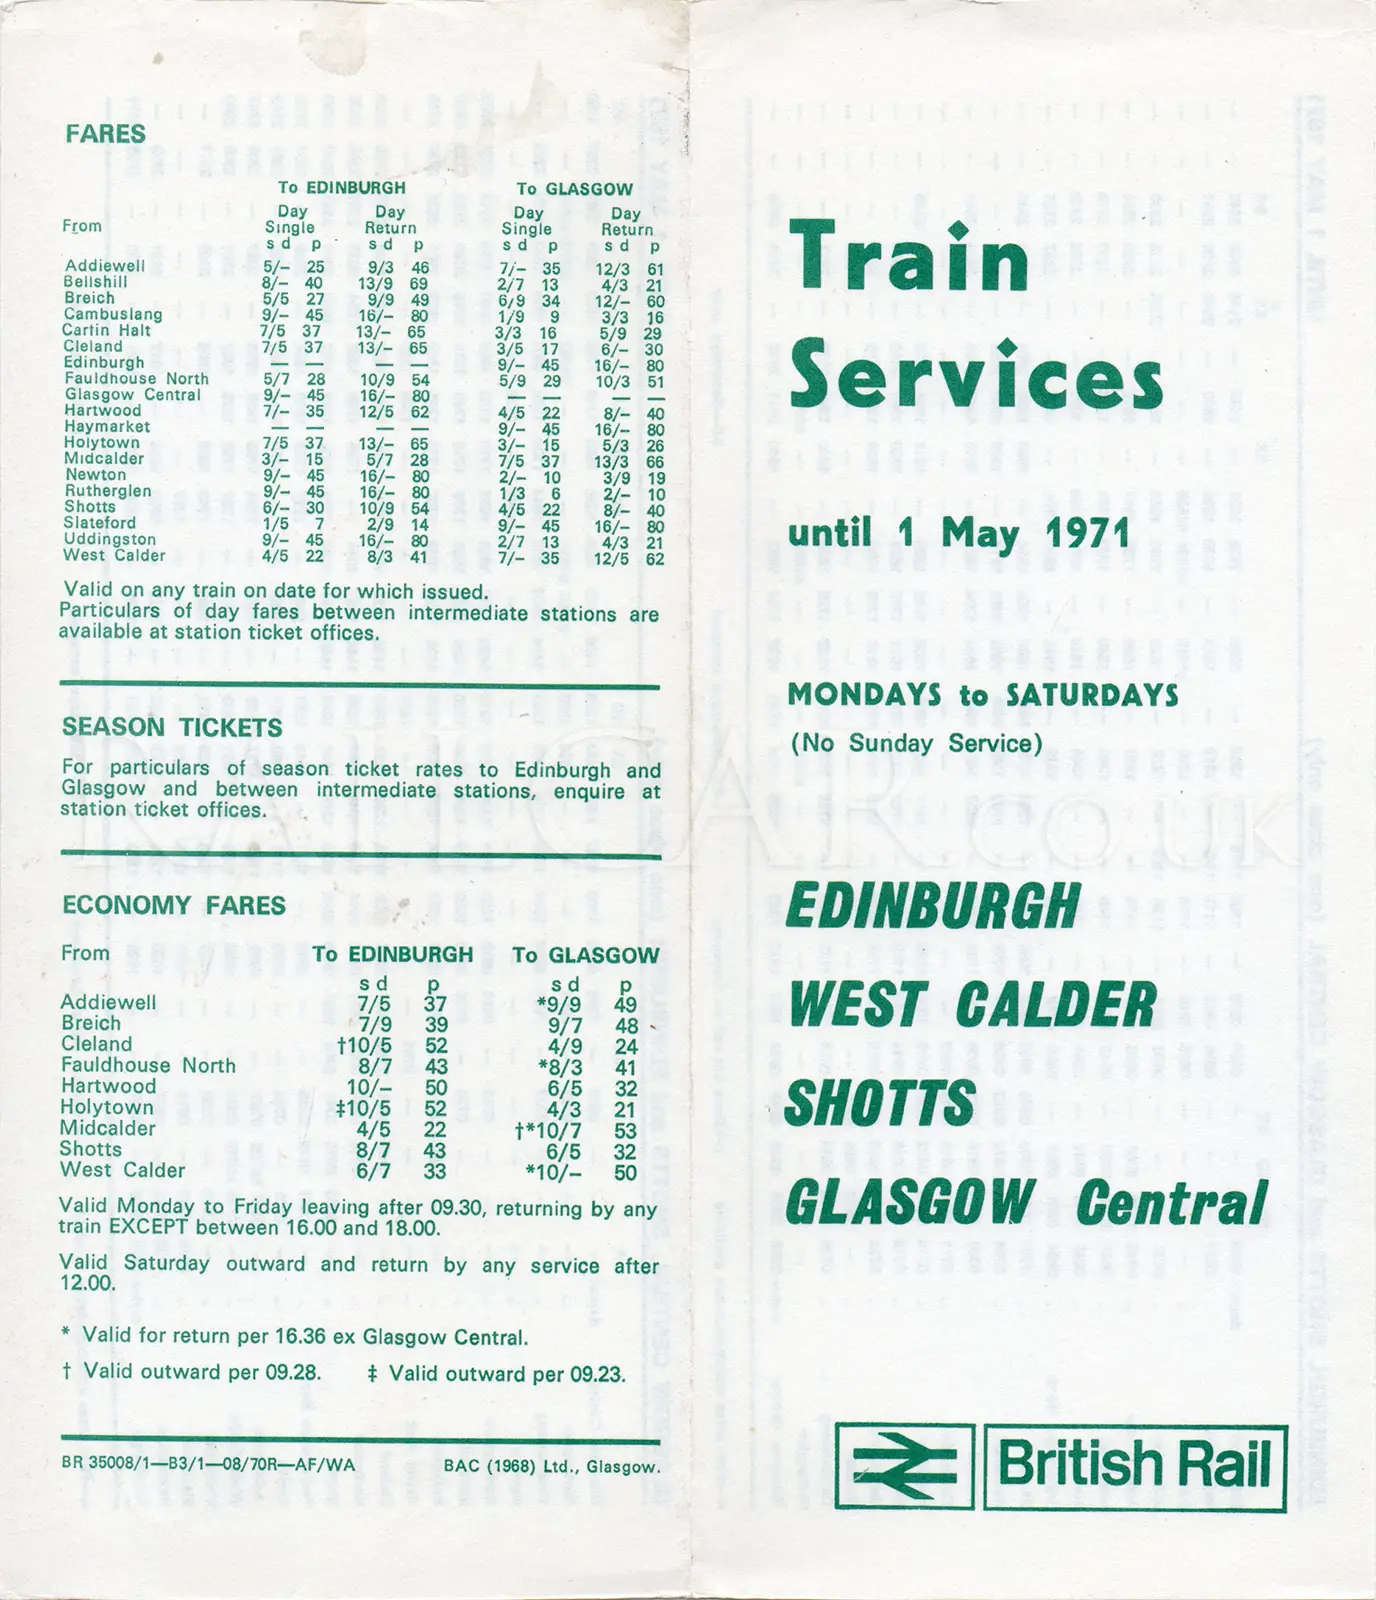 FARES
To EDINBURGH To GLASGOW
Day Day Day Day
From Single Return Single Return
s d p s d p s d p s d p
Addiewell 5/– 25 9/3 46 7/– 35 12/3 61
Bellshill 8/– 40 13/9 69 2/7 13 4/3 21
Breich 5/5 27 9/9 49 6/9 34 12/– 60
Cambuslang 9/– 45 16/– 80 1/9 9 3/3 16
Cartin Halt 7/5 37 13/– 65 3/3 16 5/9 29
Cleland 7/5 37 13/– 65 3/5 17 6/– 30
Edinburgh — — — — 9/– 45 16/– 80
Fauldhouse North 5/7 28 10/9 54 5/9 29 10/3 51
Glasgow Central 9/– 45 16/– 80 — — — —
Hartwood 7/– 35 12/5 62 4/5 22 8/– 40
Haymarket — — — — 9/– 45 16/– 80
Holytown 7/5 37 13/– 65 3/– 15 5/3 26
Midcalder 3/– 15 5/7 28 7/5 37 13/3 66
Newton 9/– 45 16/– 80 2/– 10 3/9 19
Rutherglen 9/– 45 16/– 80 1/3 6 2/– 10
Shotts 6/– 30 10/9 54 4/5 22 8/– 40
Slateford 1/5 7 2/9 14 9/– 45 16/– 80
Uddingston 9/– 45 16/– 80 2/7 13 4/3 21
West Calder 4/5 22 8/3 41 7/– 35 12/5 62
Valid on any train on date for which issued.
Particulars of day fares between intermediate stations are
available at station ticket offices.
SEASON TICKETS
For particulars of season ticket rates to Edinburgh and
Glasgow and between intermediate stations, enquire at
station ticket offices.
ECONOMY FARES
From To EDINBURGH To GLASGOW
s d p s d p
Addiewell 7/5 37 *9/9 49
Breich 7/9 39 9/7 48
Cleland †10/5 52 4/9 24
Fauldhouse North 8/7 43 *8/3 41
Hartwood 10/– 50 6/5 32
Holytown ‡10/5 52 4/3 21
Midcalder 4/5 22 †*10/7 53
Shotts 8/7 43 6/5 32
West Calder 6/7 33 *10/– 50
Valid Monday to Friday leaving after 09.30, returning by any
train EXCEPT between 16.00 and 18.00.
Valid Saturday outward and return by any service after
12.00.
* Valid for return per 16.36 ex Glasgow Central.
† Valid outward per 09.28. ‡ Valid outward per 09.23.
BR 35008/1—B3/1—08/70R—AF/WA BAC (1968) Ltd., Glasgow.
Train
Services
until 1 May 1971
MONDAYS to SATURDAYS
(No Sunday Service)
RAILCAR.co.uk
EDINBURGH
WEST CALDER
SHOTTS
GLASGOW Central
British Rail